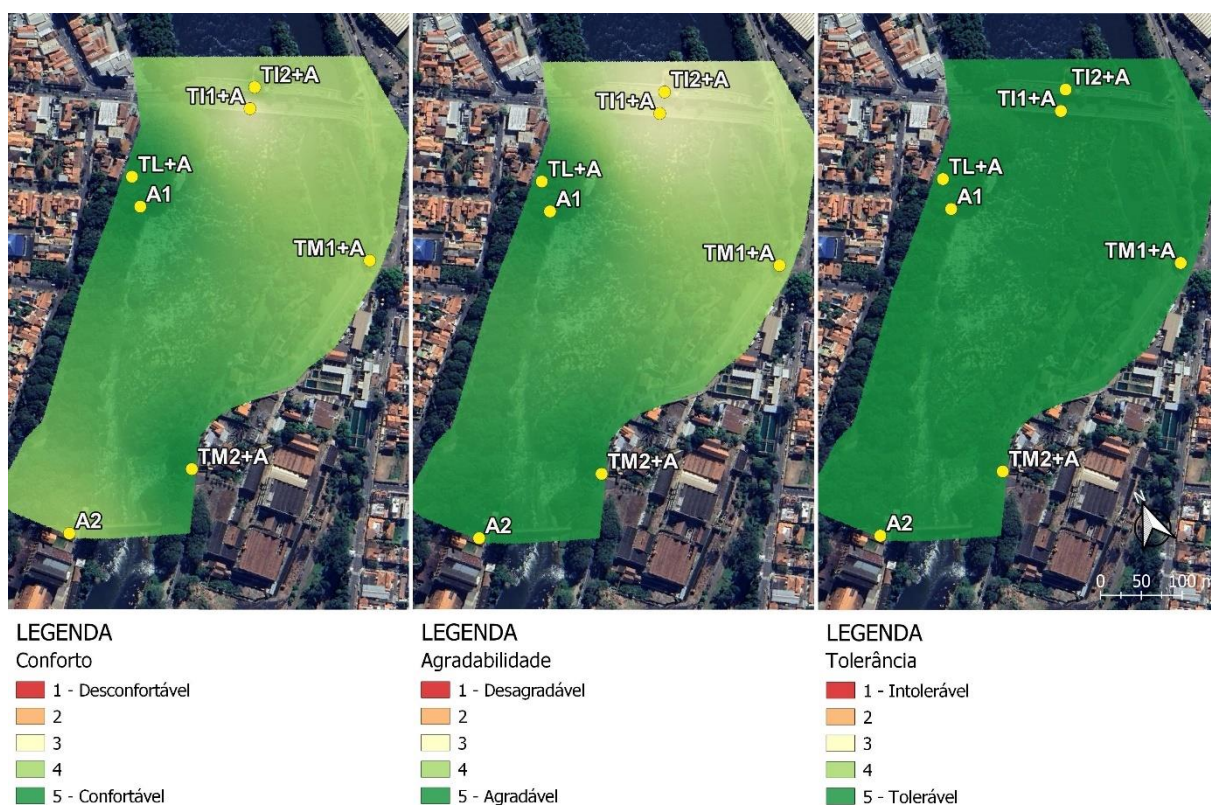 TI2+A
TI1+A
TL+A
A1
TM1+A
TM2+A
A2
TI2+A
TI1+A
TL+A
A1
TM1+A
TM2+A
A2
TI2+A
TI1+A
TL+A
A1
TM1+A
TM2+A
A2
N
0 50 100 m
LEGENDA
Conforto
1 - Desconfortável
2
3
4
5 - Confortável
LEGENDA
Agradabilidade
1 - Desagradável
2
3
4
5 - Agradável
LEGENDA
Tolerância
1 - Intolerável
2
3
4
5 - Tolerável